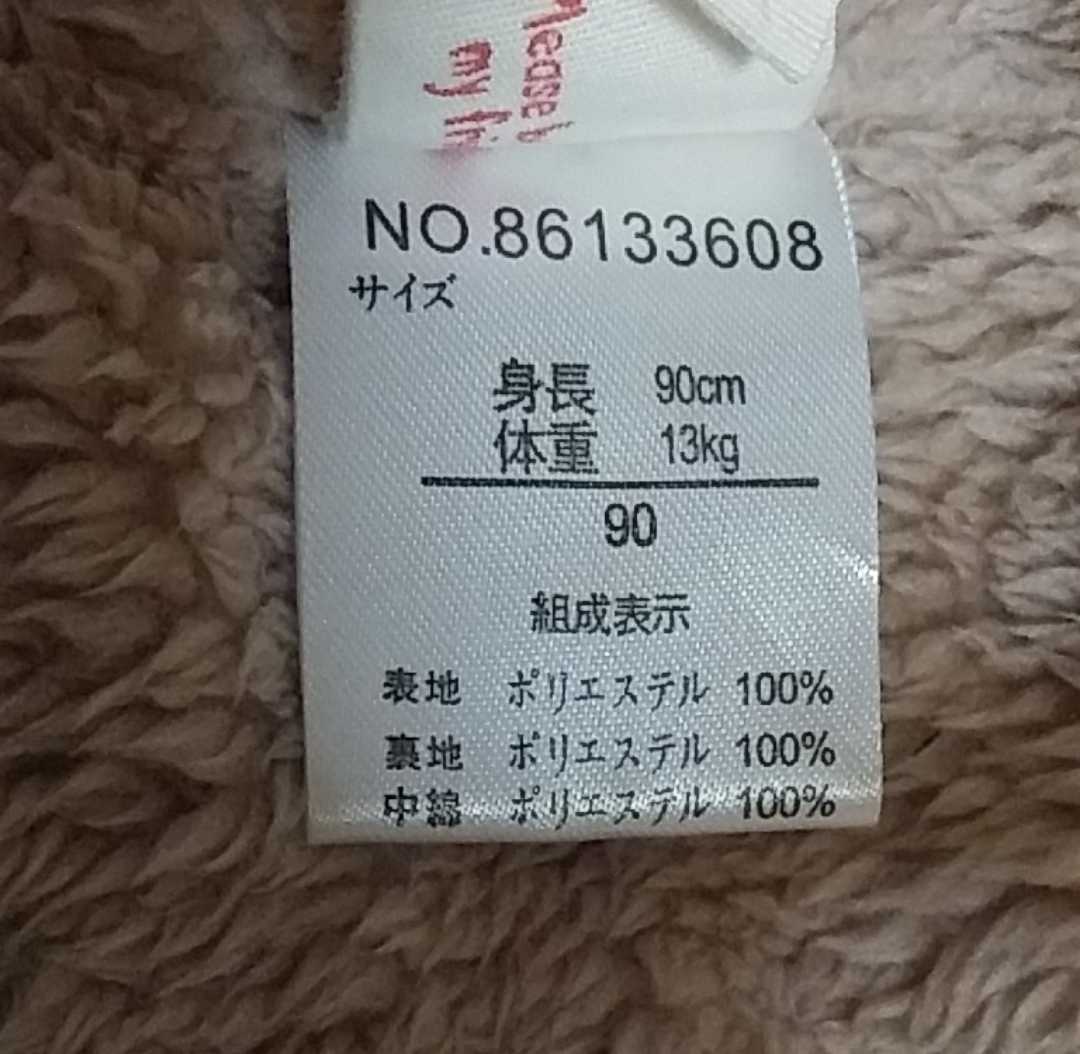 Please
my
NO.86133608
サイズ
身長 90cm
体重 13kg
90
組成表示
表地 ポリエステル 100%
裏地 ポリエステル 100%
中綿 ポリエステル 100%